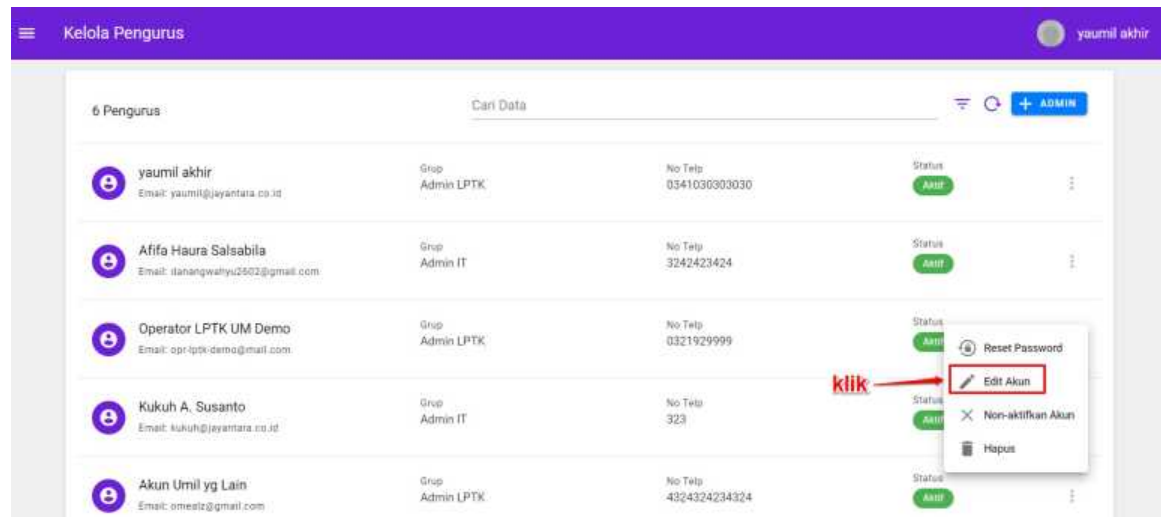 Kelola Pengurus
yaumil akhir
6 Pengurus
Cari Data
+ ADMIN
yaumil akhir
Email: yaumil@jayantara.co.id
Grup
Admin LPTK
No Telp
0341030303030
Status
Aktif
Afifa Haura Salsabila
Email: danangwahyu2602@gmail.com
Grup
Admin IT
No Telp
3242423424
Status
Aktif
Operator LPTK UM Demo
Email: opr-lptk-demo@mail.com
Grup
Admin LPTK
No Telp
0321929999
Status
Aktif
Reset Password
klik
Edit Akun
Non-aktifkan Akun
Hapus
Kukuh A. Susanto
Email: kukuh@jayantara.co.id
Grup
Admin IT
No Telp
323
Status
Aktif
Akun Umil yg Lain
Email: omealz@gmail.com
Grup
Admin LPTK
No Telp
4324324234324
Status
Aktif